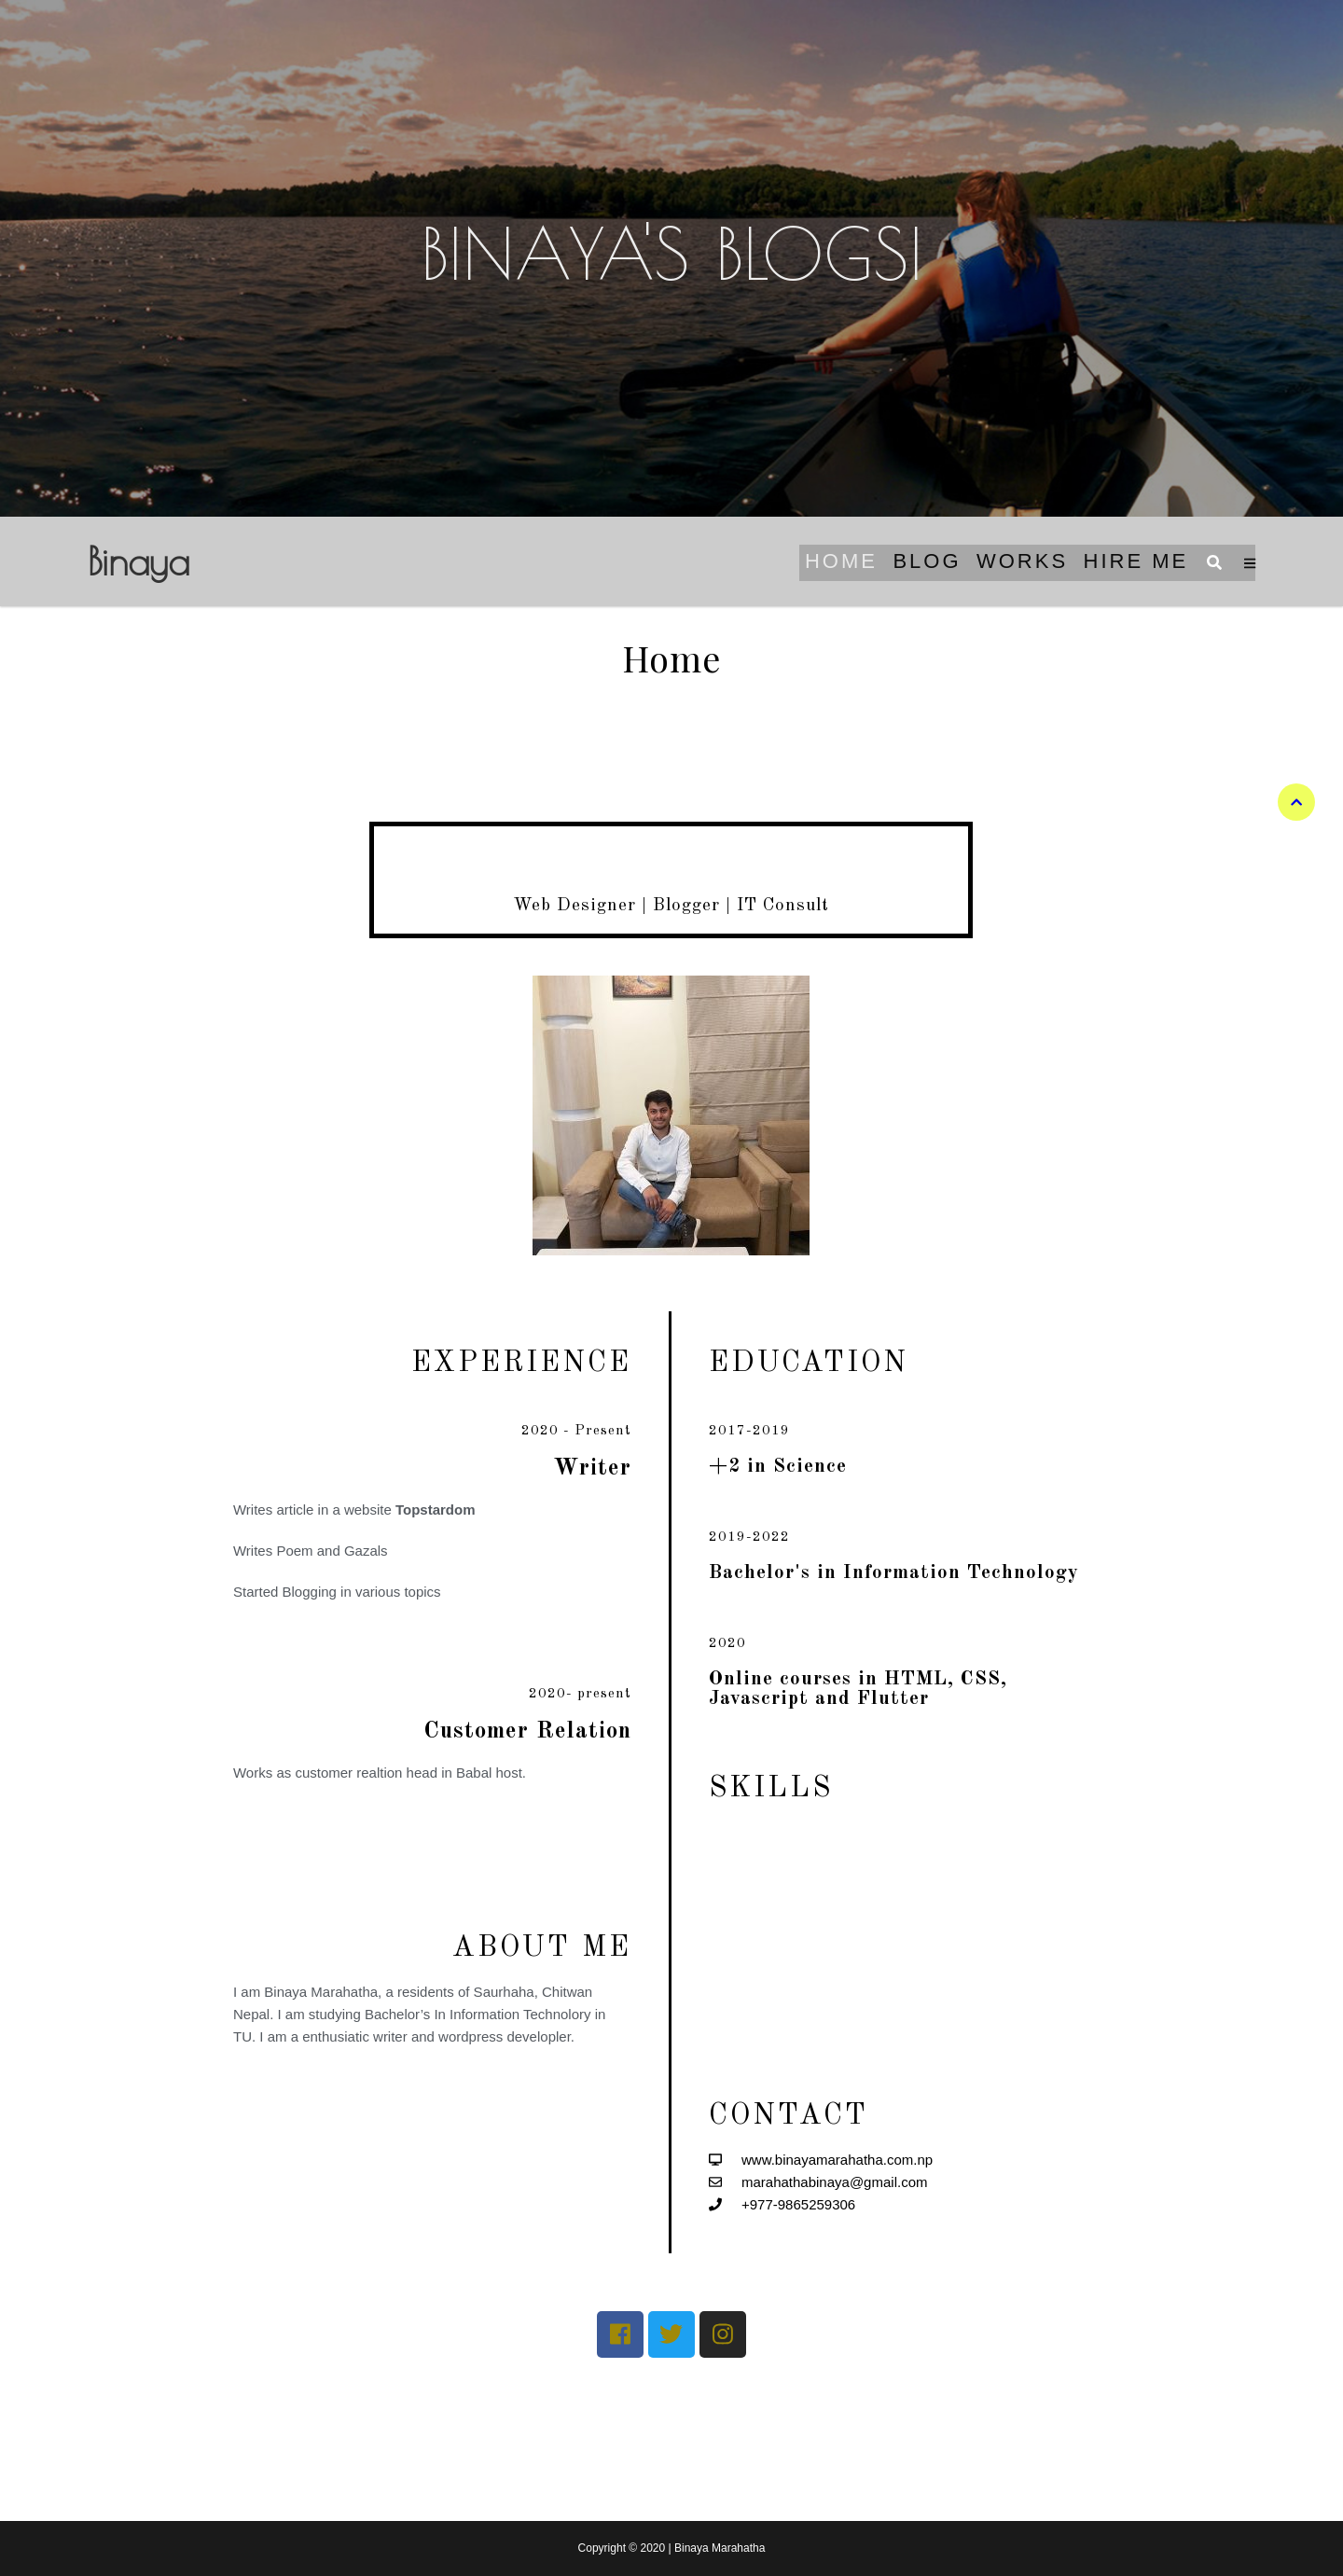 BINAYA'S BLOGS|
Binaya
HOME BLOG WORKS HIRE ME
Home
Web Designer | Blogger | IT Consult
EXPERIENCE
2020 - Present
Writer
Writes article in a website Topstardom
Writes Poem and Gazals
Started Blogging in various topics
2020- present
Customer Relation
Works as customer realtion head in Babal host.
ABOUT ME
I am Binaya Marahatha, a residents of Saurhaha, Chitwan
Nepal. I am studying Bachelor’s In Information Technolory in
TU. I am a enthusiatic writer and wordpress developler.
EDUCATION
2017-2019
+2 in Science
2019-2022
Bachelor's in Information Technology
2020
Online courses in HTML, CSS,
Javascript and Flutter
SKILLS
CONTACT
www.binayamarahatha.com.np
marahathabinaya@gmail.com
+977-9865259306
Copyright © 2020 | Binaya Marahatha